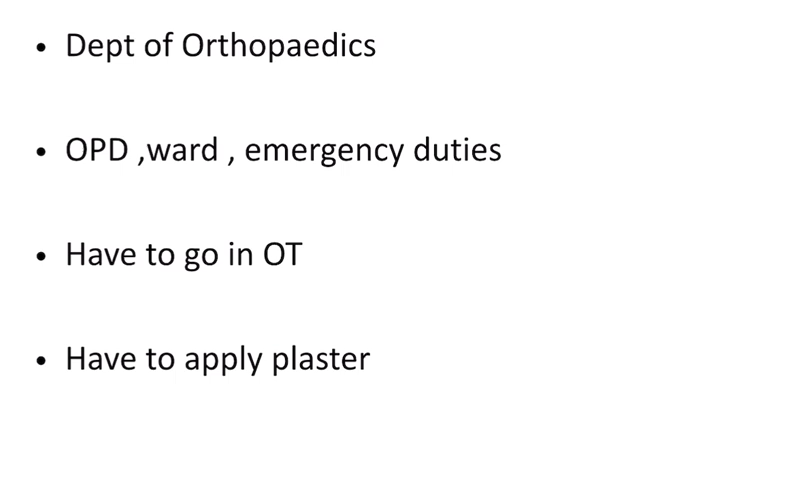 • Dept of Orthopaedics
• OPD ,ward , emergency duties
• Have to go in OT
• Have to apply plaster